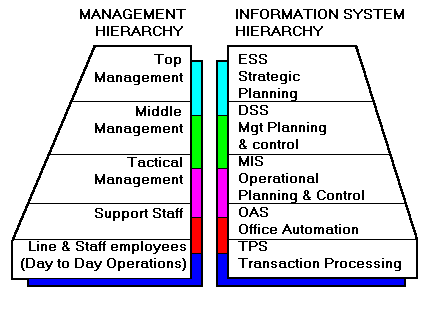 MANAGEMENT
HIERARCHY
Top
Management
Middle
Management
Tactical
Management
Support Staff
Line & Staff employees
(Day to Day Operations)
INFORMATION SYSTEM
HIERARCHY
ESS
Strategic
Planning
DSS
Mgt Planning
& control
MIS
Operational
Planning & Control
OAS
Office Automation
TPS
Transaction Processing